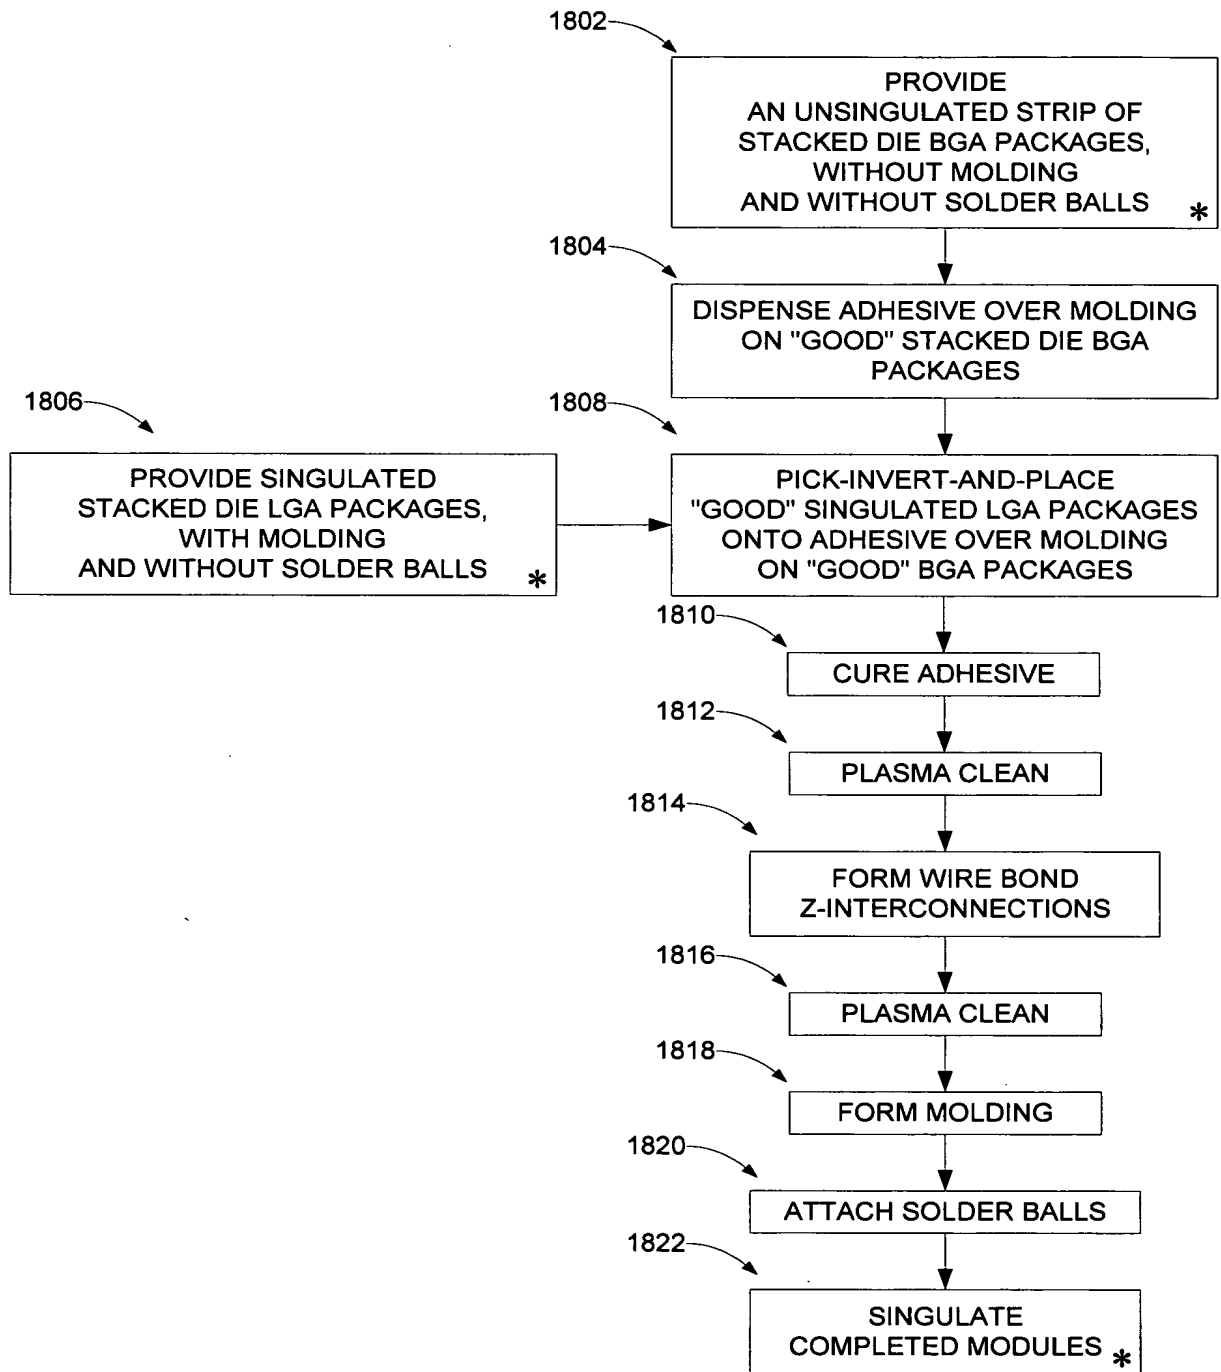 1802
PROVIDE
AN UNSINGULATED STRIP OF
STACKED DIE BGA PACKAGES,
WITHOUT MOLDING
AND WITHOUT SOLDER BALLS *
1804
DISPENSE ADHESIVE OVER MOLDING
ON "GOOD" STACKED DIE BGA
PACKAGES
1806
PROVIDE SINGULATED
STACKED DIE LGA PACKAGES,
WITH MOLDING
AND WITHOUT SOLDER BALLS *
1808
PICK-INVERT-AND-PLACE
"GOOD" SINGULATED LGA PACKAGES
ONTO ADHESIVE OVER MOLDING
ON "GOOD" BGA PACKAGES
1810
CURE ADHESIVE
1812
PLASMA CLEAN
1814
FORM WIRE BOND
Z-INTERCONNECTIONS
1816
PLASMA CLEAN
1818
FORM MOLDING
1820
ATTACH SOLDER BALLS
1822
SINGULATE
COMPLETED MODULES *